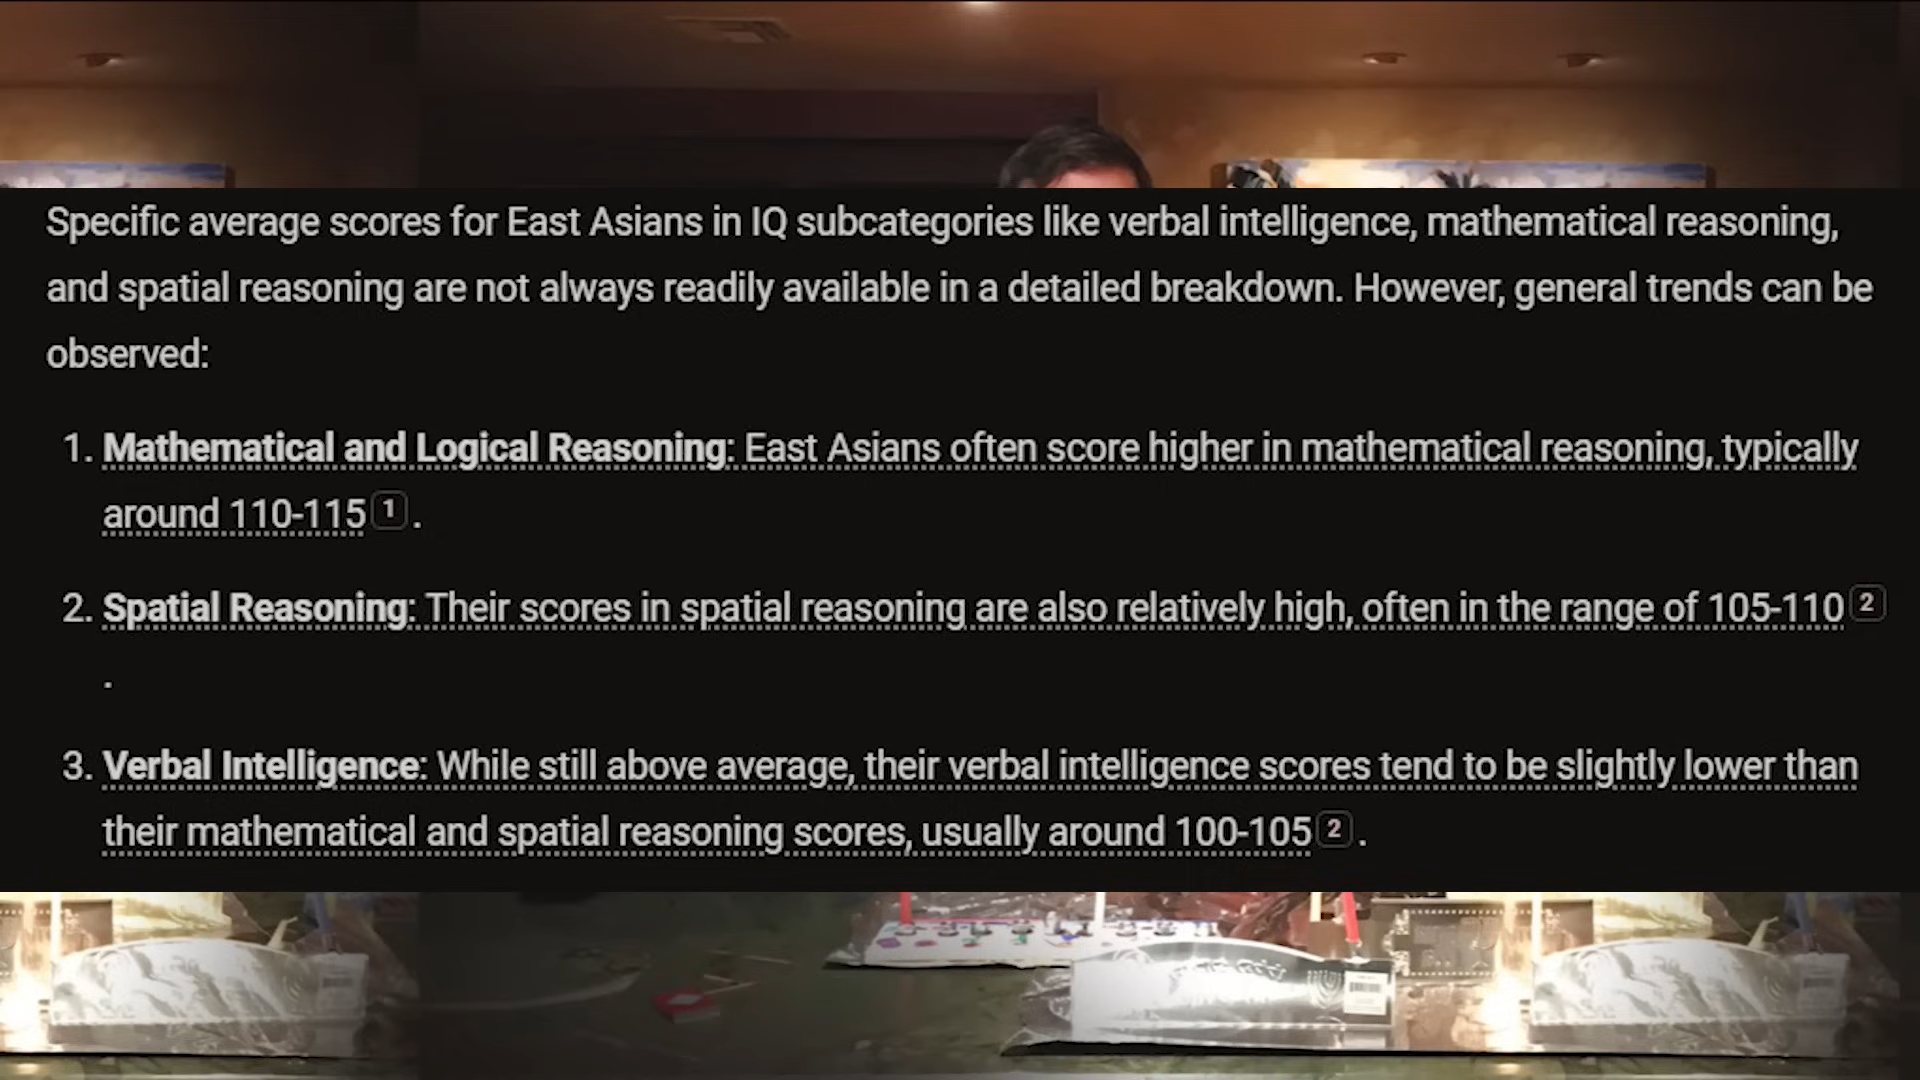 Specific average scores for East Asians in IQ subcategories like verbal intelligence, mathematical reasoning,
and spatial reasoning are not always readily available in a detailed breakdown. However, general trends can be
observed:
1. Mathematical and Logical Reasoning: East Asians often score higher in mathematical reasoning, typically
around 110-115 1 .
2. Spatial Reasoning: Their scores in spatial reasoning are also relatively high, often in the range of 105-110 2
.
3. Verbal Intelligence: While still above average, their verbal intelligence scores tend to be slightly lower than
their mathematical and spatial reasoning scores, usually around 100-105 2 .